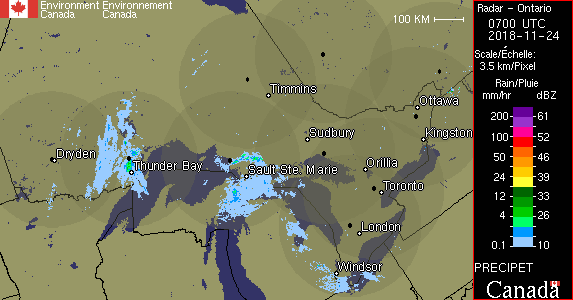 Environment Environnement
Canada Canada
100 KM
Timmins
Ottawa
Sudbury
Kingston
Dryden
Thunder Bay
Sault Ste. Marie
Orillia
Toronto
London
Windsor
Radar - Ontario
0700 UTC
2018-11-24
Scale/Échelle:
3.5 km/Pixel
Rain/Pluie
mm/hr dBZ
200 61
100 52
50 46
24 39
12 33
4 26
0.1 10
PRECIPET
Canada